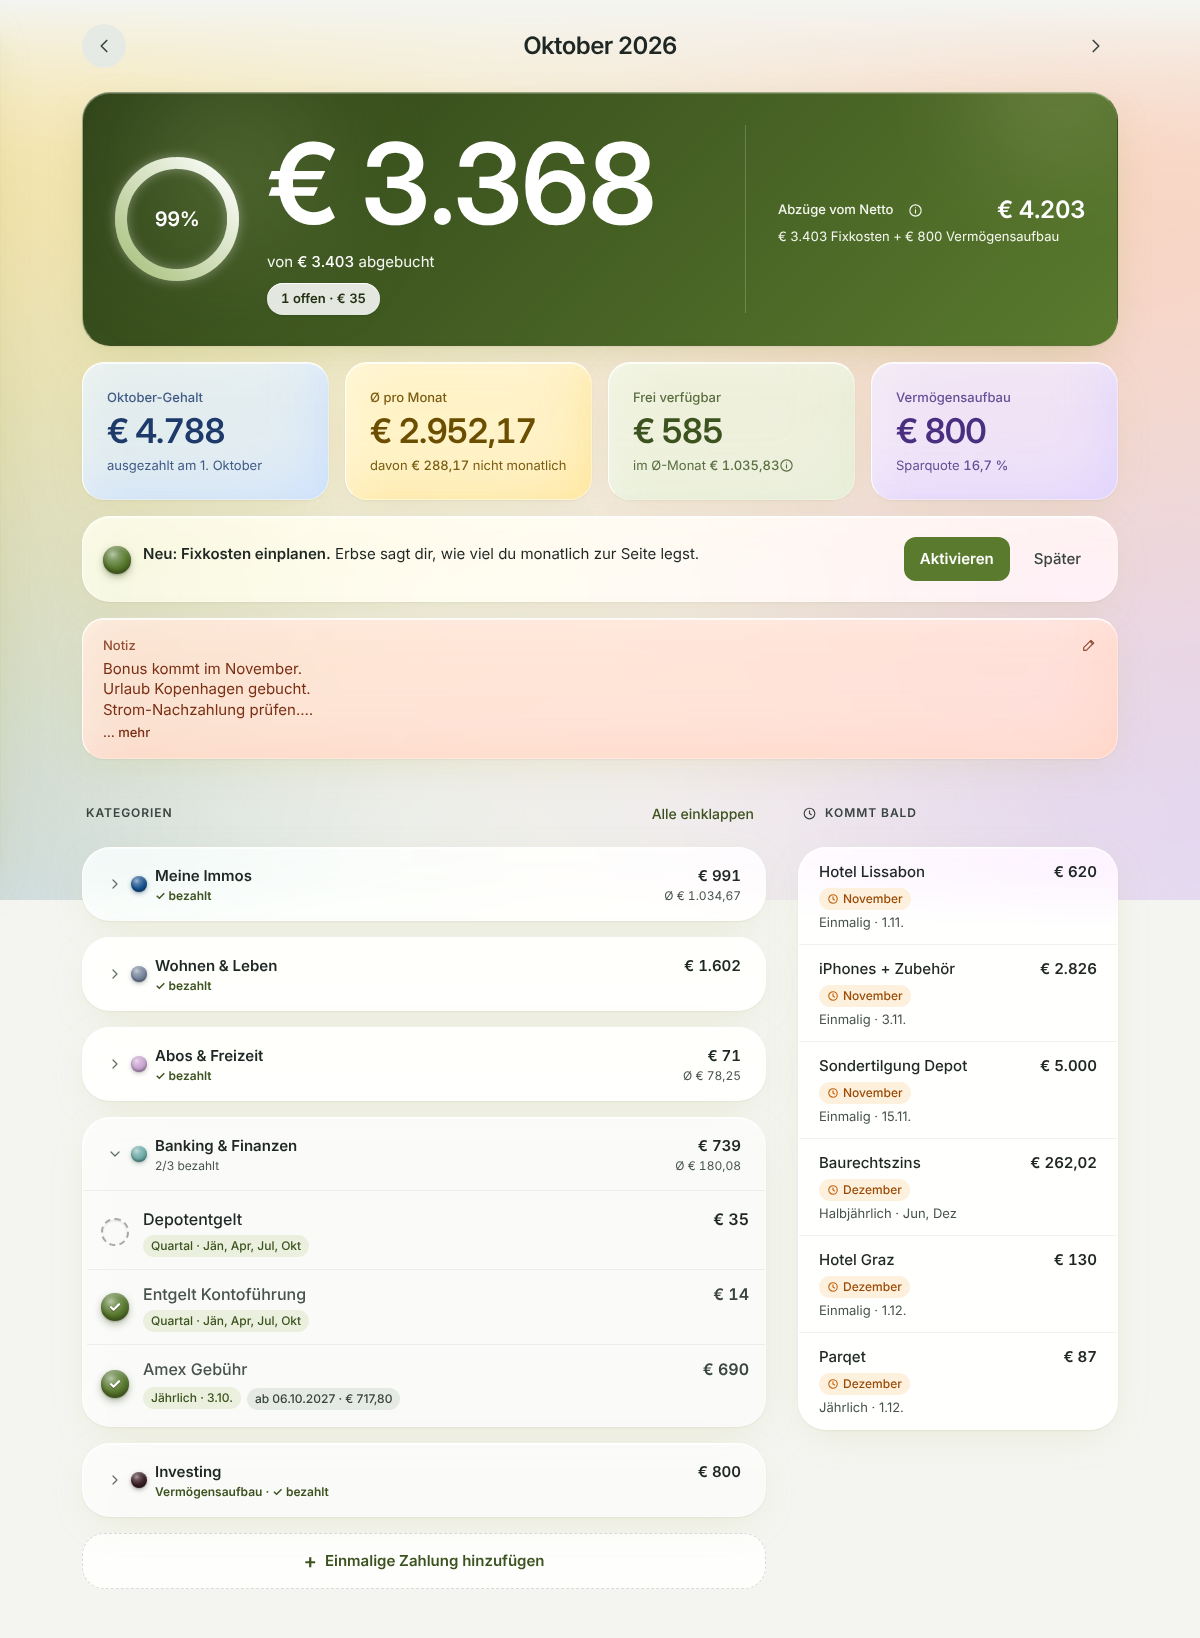 Oktober 2026
99%
€ 3.368
von € 3.403 abgebucht
1 offen · € 35
Abzüge vom Netto
€ 4.203
€ 3.403 Fixkosten + € 800 Vermögensaufbau
Oktober-Gehalt
€ 4.788
ausgezahlt am 1. Oktober
Ø pro Monat
€ 2.952,17
davon € 288,17 nicht monatlich
Frei verfügbar
€ 585
im Ø-Monat € 1.035,83
Vermögensaufbau
€ 800
Sparquote 16,7 %
Neu: Fixkosten einplanen. Erbse sagt dir, wie viel du monatlich zur Seite legst.
Aktivieren
Später
Notiz
Bonus kommt im November.
Urlaub Kopenhagen gebucht.
Strom-Nachzahlung prüfen....
... mehr
KATEGORIEN
Alle einklappen
Meine Immos
€ 991
✓ bezahlt
Ø € 1.034,67
Wohnen & Leben
€ 1.602
✓ bezahlt
Abos & Freizeit
€ 71
✓ bezahlt
Ø € 78,25
Banking & Finanzen
€ 739
2/3 bezahlt
Ø € 180,08
Depotentgelt
€ 35
Quartal · Jän, Apr, Jul, Okt
Entgelt Kontoführung
€ 14
Quartal · Jän, Apr, Jul, Okt
Amex Gebühr
€ 690
Jährlich · 3.10.
ab 06.10.2027 · € 717,80
Investing
€ 800
Vermögensaufbau · ✓ bezahlt
+ Einmalige Zahlung hinzufügen
KOMMT BALD
Hotel Lissabon
€ 620
November
Einmalig · 1.11.
iPhones + Zubehör
€ 2.826
November
Einmalig · 3.11.
Sondertilgung Depot
€ 5.000
November
Einmalig · 15.11.
Baurechtszins
€ 262,02
Dezember
Halbjährlich · Jun, Dez
Hotel Graz
€ 130
Dezember
Einmalig · 1.12.
Parqet
€ 87
Dezember
Jährlich · 1.12.